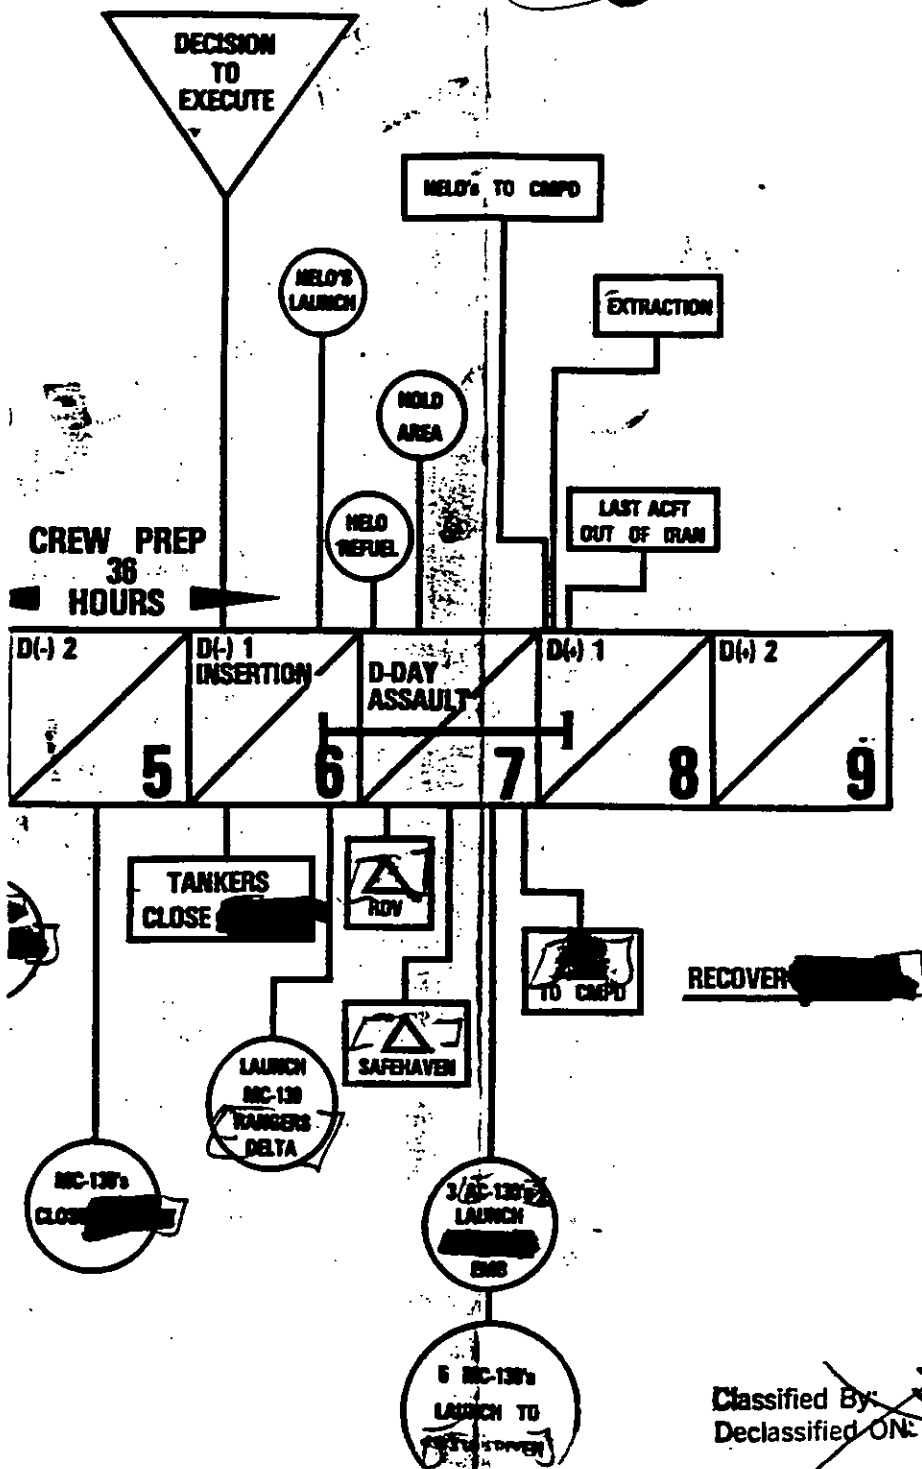 DECISION
TO
EXECUTE
HELO's TO CMPD
HELO'S
LAUNCH
EXTRACTION
HOLD
AREA
HELO
REFUEL
LAST ACFT
OUT OF IRAN
CREW PREP
36
HOURS
D(-) 2
D(-) 1
INSERTION
D-DAY
ASSAULT
D(+) 1
D(+) 2
5
6
7
8
9
TANKERS
CLOSE
RDV
TO CMPD
RECOVER
SAFEHAVEN
LAUNCH
MC-130
RANGERS
DELTA
MC-130's
CLOSE
3 AC-130's
LAUNCH
5 MC-130's
LAUNCH TO
Classified By:
Declassified ON: